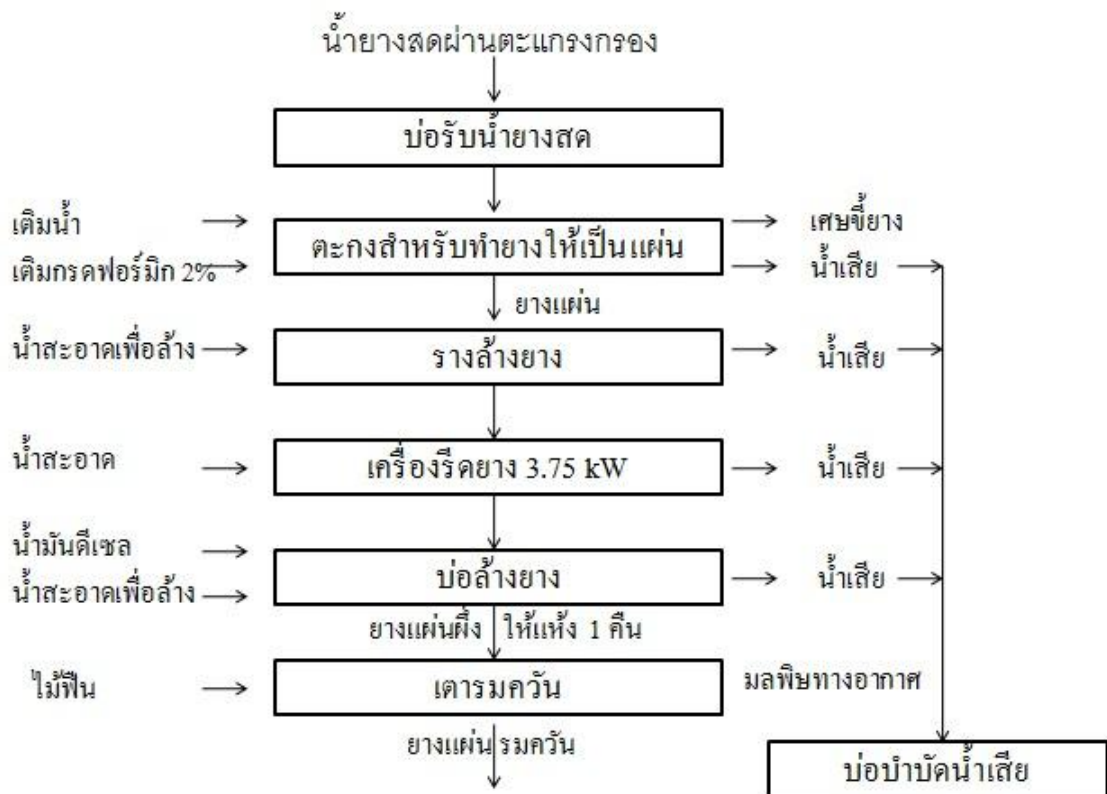 น้ำยางสดผ่านตะแกรงกรอง
บ่อรับน้ำยางสด
เติมน้ำ
เติมกรดฟอร์มิก 2%
ตะกงสำหรับทำยางให้เป็นแผ่น
เศษขี้ยาง
น้ำเสีย
ยางแผ่น
น้ำสะอาดเพื่อล้าง
รางล้างยาง
น้ำเสีย
น้ำสะอาด
เครื่องรีดยาง 3.75 kW
น้ำเสีย
น้ำมันดีเซล
น้ำสะอาดเพื่อล้าง
บ่อล้างยาง
น้ำเสีย
ยางแผ่นผึ่ง ให้แห้ง 1 คืน
ไม้ฟืน
เตารมควัน
มลพิษทางอากาศ
ยางแผ่นรมควัน
บ่อบำบัดน้ำเสีย